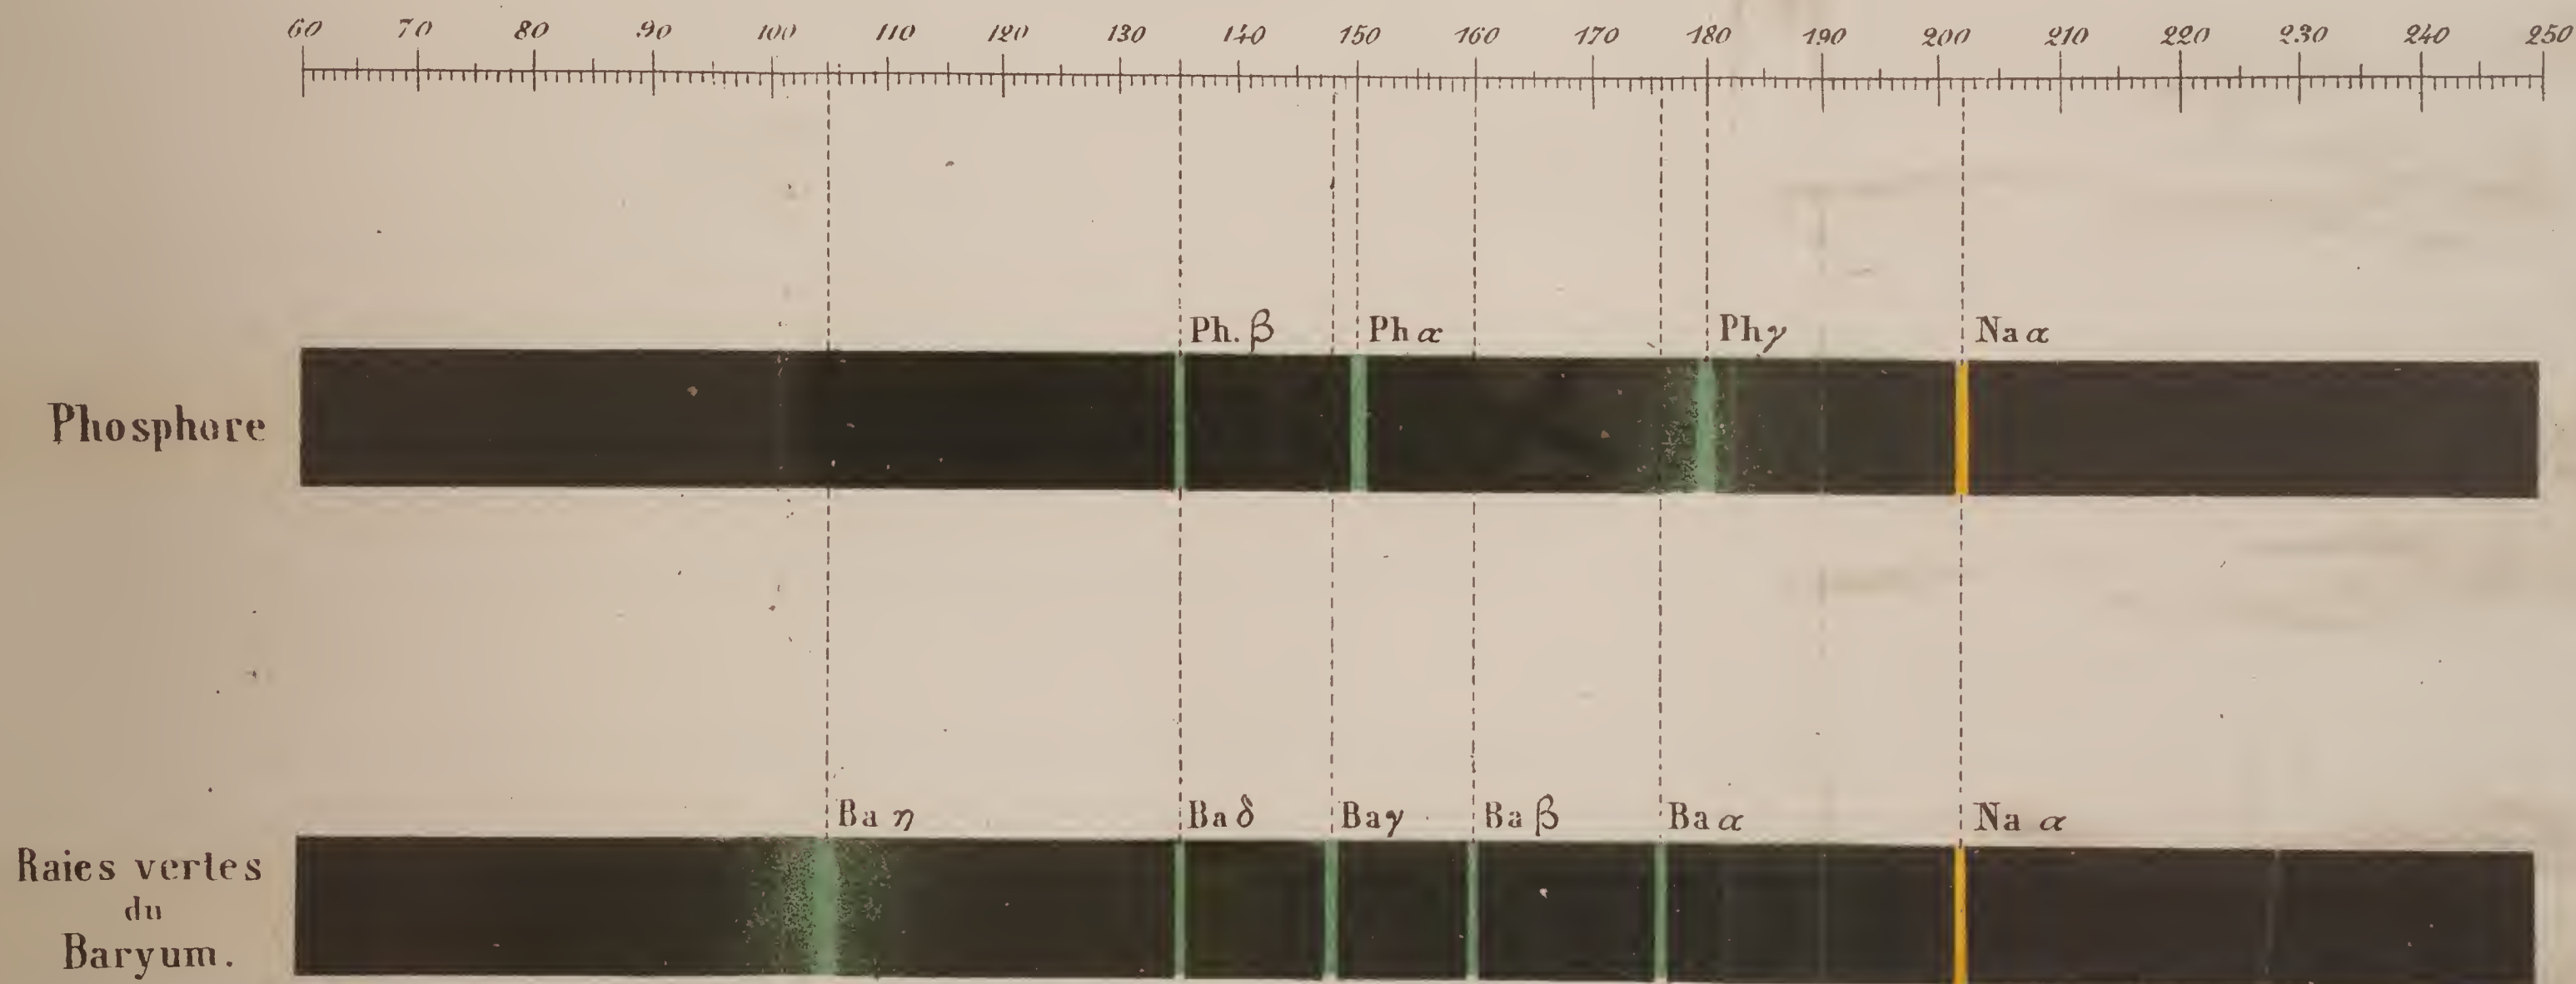 60 70 80 90 100 110 120 130 140 150 160 170 180 190 200 210 220 230 240 250
Ph. β Ph α Ph γ Na α
Phosphore
Ba η Ba δ Ba γ Ba β Ba α Na α
Raies vertes
du
Baryum.